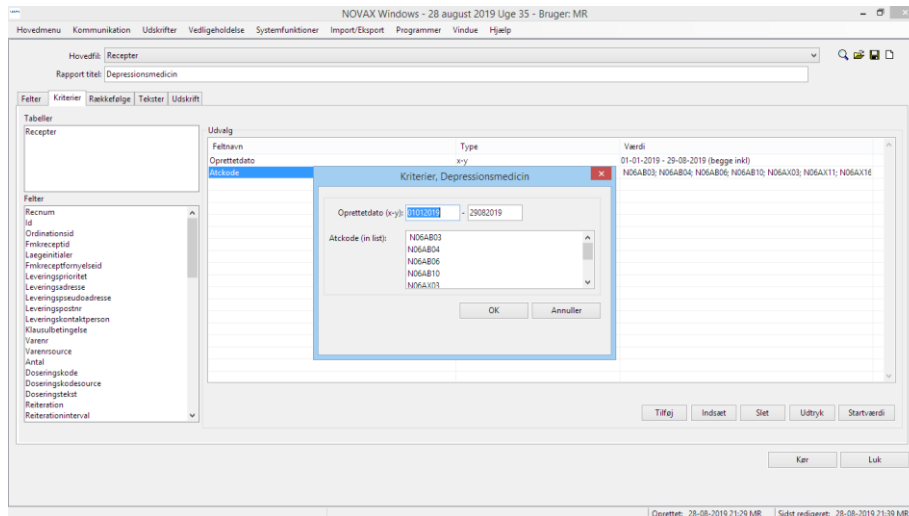 NOVAX Windows - 28 august 2019 Uge 35 - Bruger: MR
Hovedmenu Kommunikation Udskrifter Vedligeholdelse Systemfunktioner Import/Eksport Programmer Vindue Hjælp
Hovedfil: Recepter
Rapport titel: Depressionsmedicin
Felter Kriterier Rækkefølge Tekster Udskrift
Tabeller
Recepter
Udvalg
Feltnavn Type Værdi
Oprettetdato x-y 01-01-2019 - 29-08-2019 (begge inkl)
Atckode N06AB03; N06AB04; N06AB06; N06AB10; N06AX03; N06AX11; N06AX16
Kriterier, Depressionsmedicin
Oprettetdato (x-y): 01012019 - 29082019
Atckode (in list): N06AB03
N06AB04
N06AB06
N06AB10
N06AX03
OK Annuller
Felter
Recnum
Id
Ordinationsid
Fmkreceptid
Laegeinitialer
Fmkreceptfornyelseid
Leveringsprioritet
Leveringsadresse
Leveringspseudoadresse
Leveringspostnr
Leveringskontaktperson
Klausulbetingelse
Varenr
Varenrsource
Antal
Doseringskode
Doseringskodesource
Doseringstekst
Reiteration
Reiterationinterval
Tilføj Indsæt Slet Udtryk Startværdi
Kør Luk
Oprettet: 28-08-2019 21:29 MR Sidst redigeret: 28-08-2019 21:39 MR